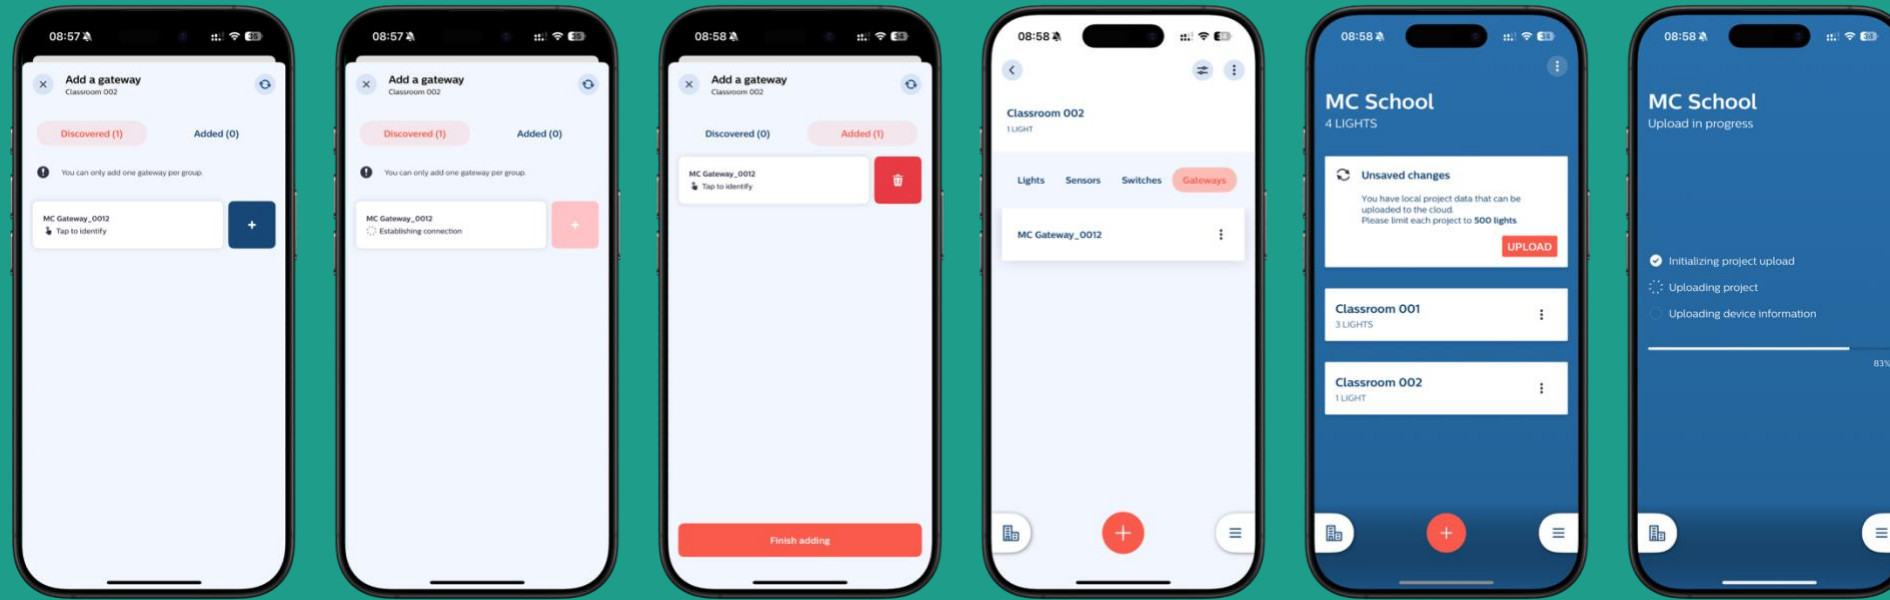 08:57
35
Add a gateway
Classroom 002
Discovered (1)
Added (0)
You can only add one gateway per group.
MC Gateway_0012
Tap to identify
08:57
35
Add a gateway
Classroom 002
Discovered (1)
Added (0)
You can only add one gateway per group.
MC Gateway_0012
Establishing connection
08:58
34
Add a gateway
Classroom 002
Discovered (0)
Added (1)
MC Gateway_0012
Tap to identify
Finish adding
08:58
34
Classroom 002
1 LIGHT
Lights
Sensors
Switches
Gateways
MC Gateway_0012
08:58
34
MC School
4 LIGHTS
Unsaved changes
You have local project data that can be
uploaded to the cloud.
Please limit each project to 500 lights.
UPLOAD
Classroom 001
3 LIGHTS
Classroom 002
1 LIGHT
08:58
34
MC School
Upload in progress
Initializing project upload
Uploading project
Uploading device information
83%